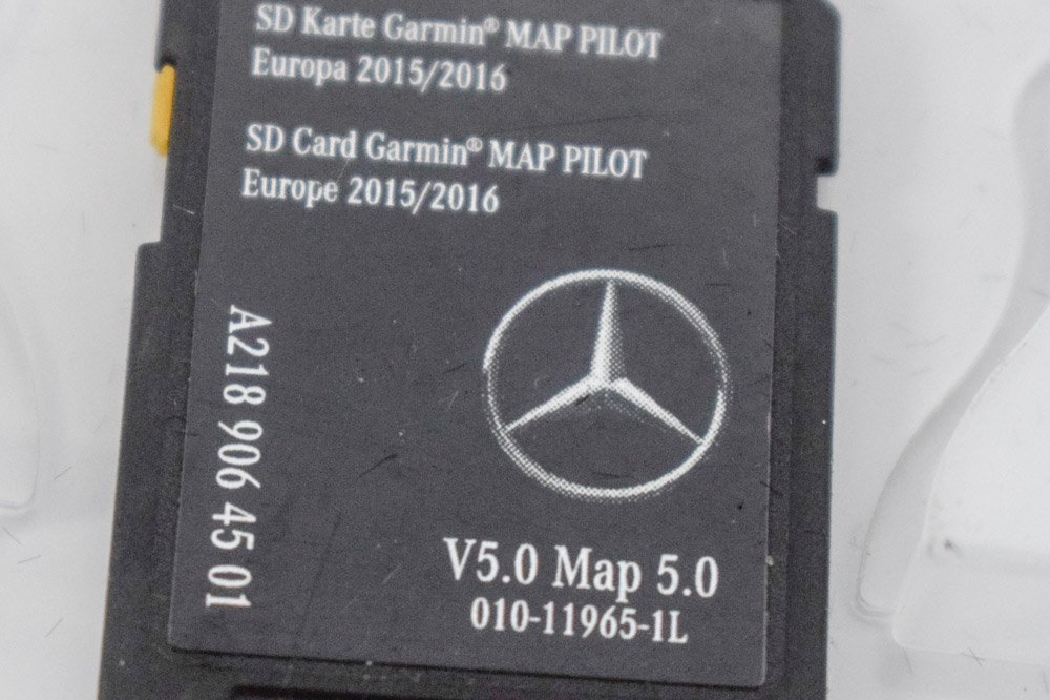 SD Karte Garmin® MAP PILOT
Europa 2015/2016
SD Card Garmin® MAP PILOT
Europe 2015/2016
A218 906 45 01
V5.0 Map 5.0
010-11965-1L